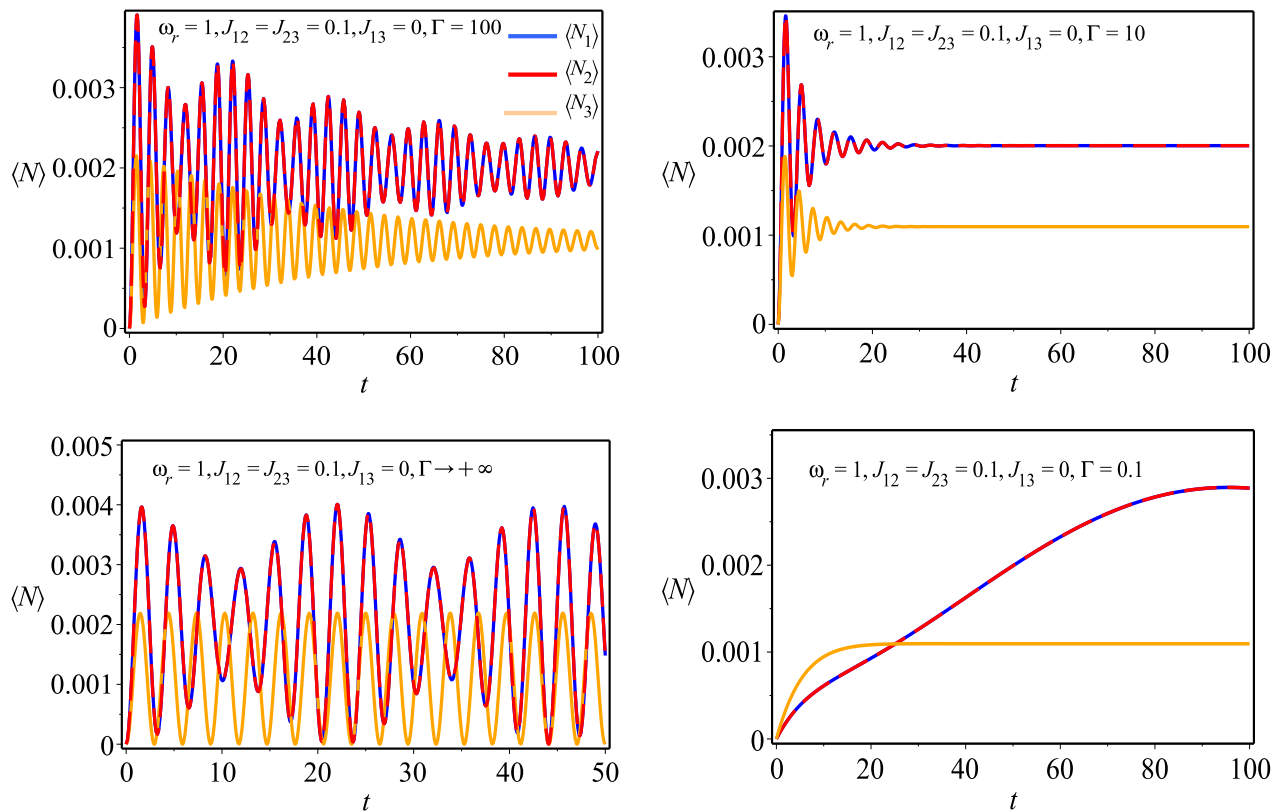 ω_r = 1, J_12 = J_23 = 0.1, J_13 = 0, Γ = 100
⟨N_1⟩
⟨N_2⟩
⟨N_3⟩
0.003
0.002
0.001
0
⟨N⟩
0 20 40 60 80 100
t
ω_r = 1, J_12 = J_23 = 0.1, J_13 = 0, Γ = 10
0.003
0.002
0.001
0
⟨N⟩
0 20 40 60 80 100
t
0.005
ω_r = 1, J_12 = J_23 = 0.1, J_13 = 0, Γ → + ∞
0.004
0.003
0.002
0.001
0
⟨N⟩
0 10 20 30 40 50
t
ω_r = 1, J_12 = J_23 = 0.1, J_13 = 0, Γ = 0.1
0.003
0.002
0.001
0
⟨N⟩
0 20 40 60 80 100
t